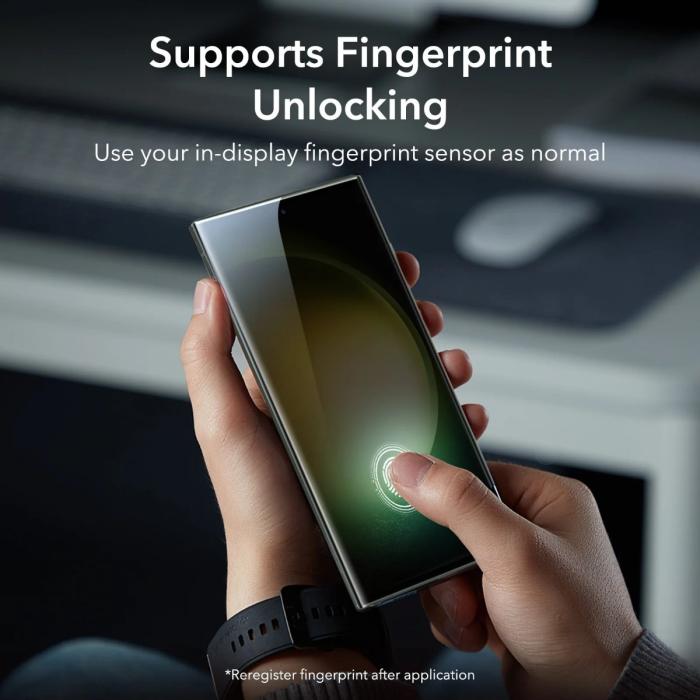 Supports Fingerprint
Unlocking
Use your in-display fingerprint sensor as normal
*Reregister fingerprint after application